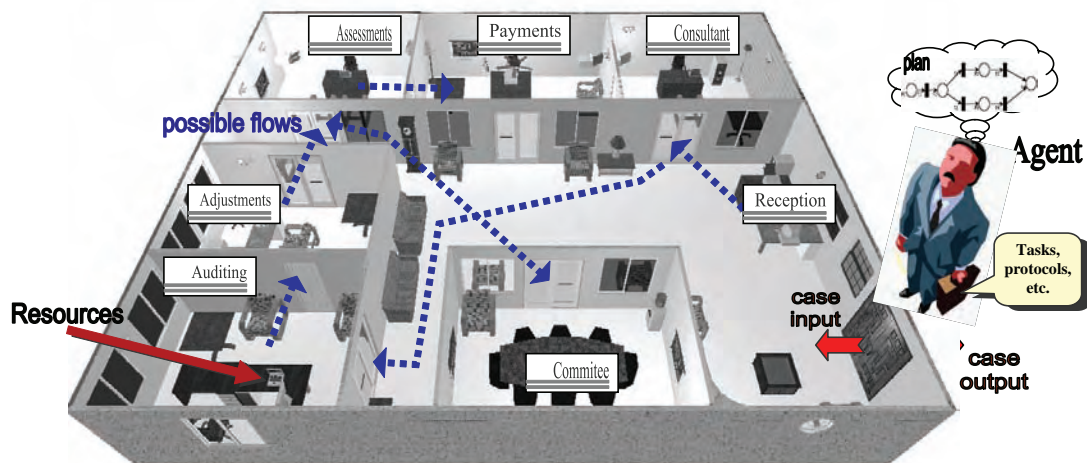 Assessments
Payments
Consultant
plan
possible flows
Agent
Adjustments
Reception
Auditing
Tasks,
protocols,
etc.
Resources
case
input
Commitee
case
output